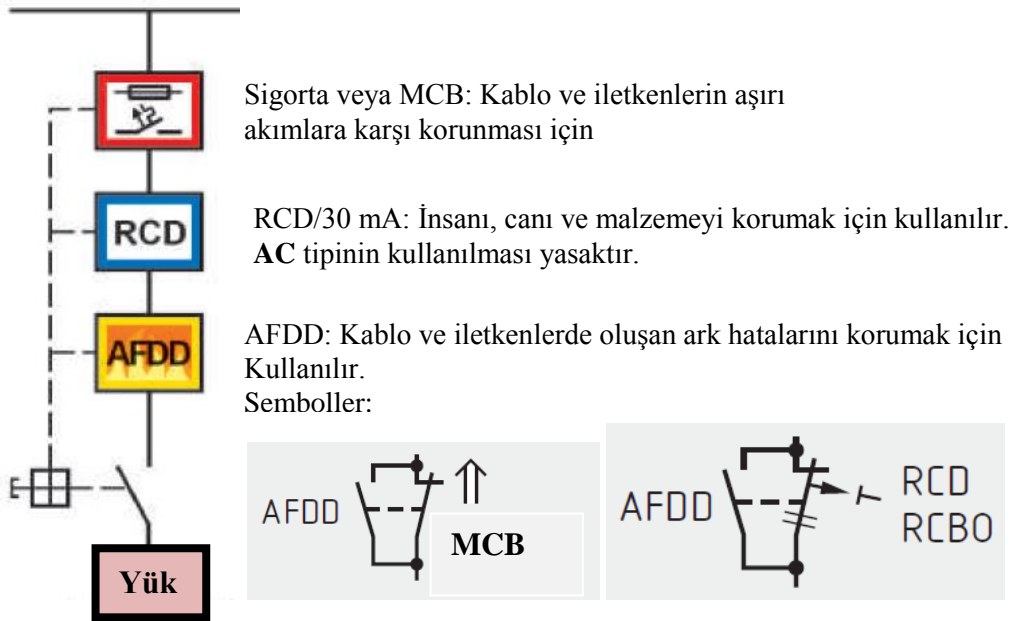 Sigorta veya MCB: Kablo ve iletkenlerin aşırı
akımlara karşı korunması için
RCD
RCD/30 mA: İnsanı, canı ve malzemeyi korumak için kullanılır.
AC tipinin kullanılması yasaktır.
AFDD
AFDD: Kablo ve iletkenlerde oluşan ark hatalarını korumak için
Kullanılır.
Semboller:
AFDD
MCB
AFDD
RCD
RCBO
Yük